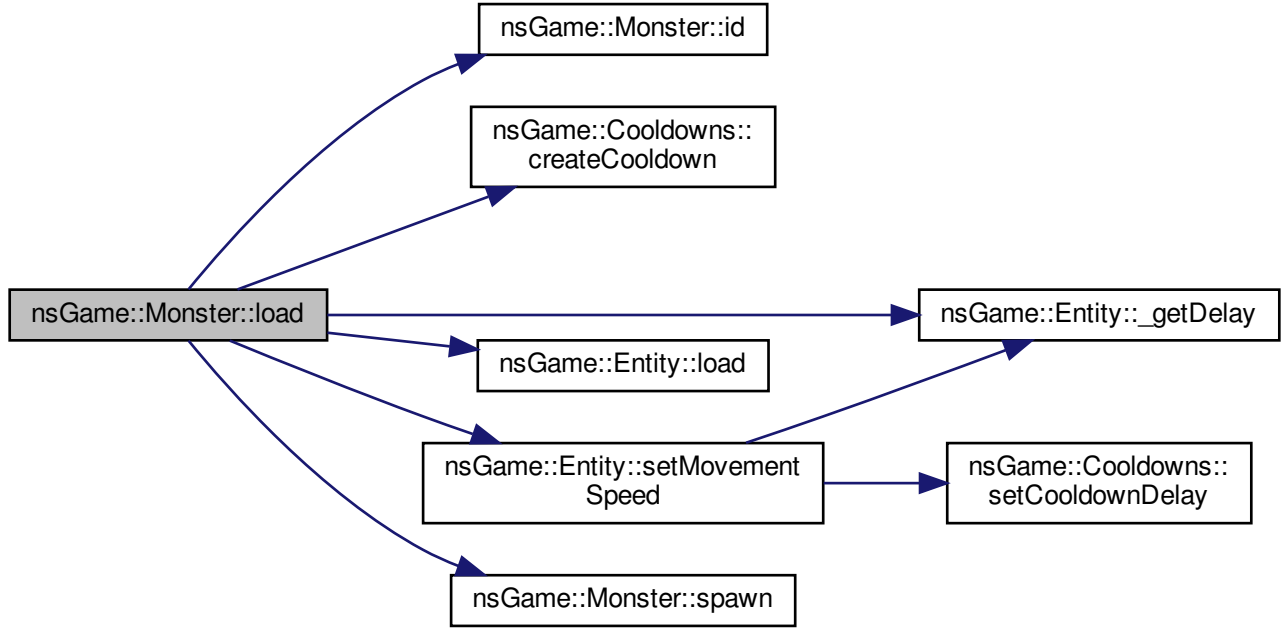 nsGame::Monster::id
nsGame::Cooldowns::
createCooldown
nsGame::Monster::load
nsGame::Entity::_getDelay
nsGame::Entity::load
nsGame::Entity::setMovement
Speed
nsGame::Cooldowns::
setCooldownDelay
nsGame::Monster::spawn